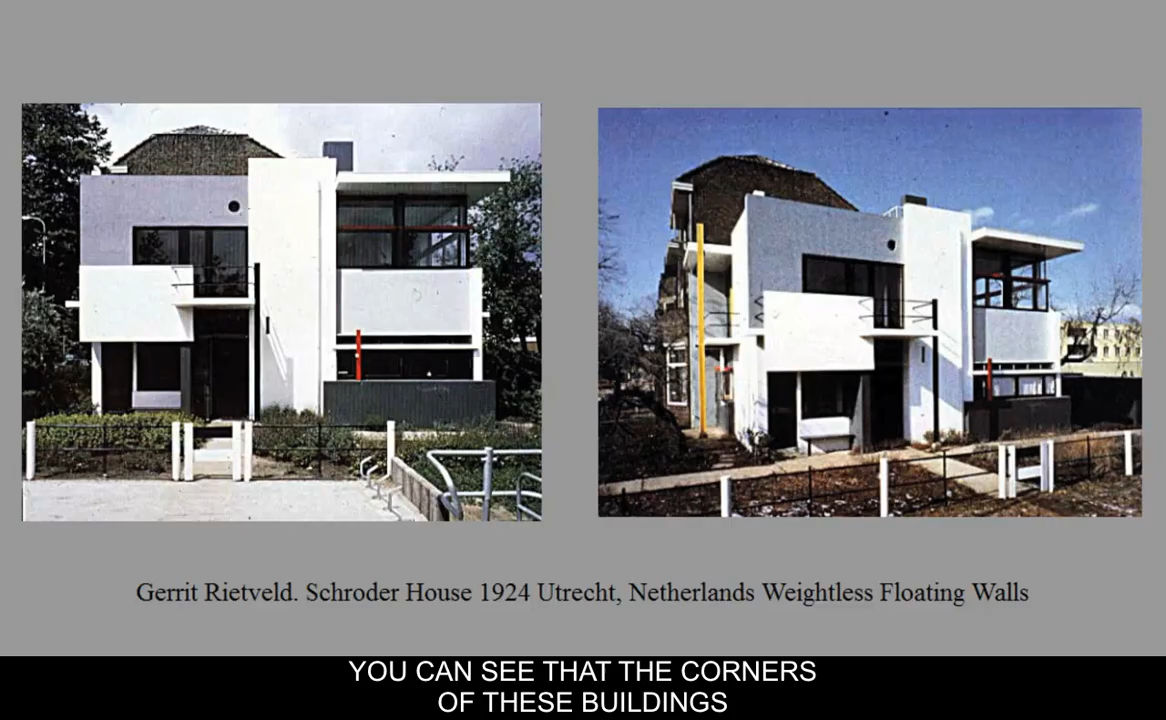 Gerrit Rietveld. Schroder House 1924 Utrecht, Netherlands Weightless Floating Walls
YOU CAN SEE THAT THE CORNERS
OF THESE BUILDINGS